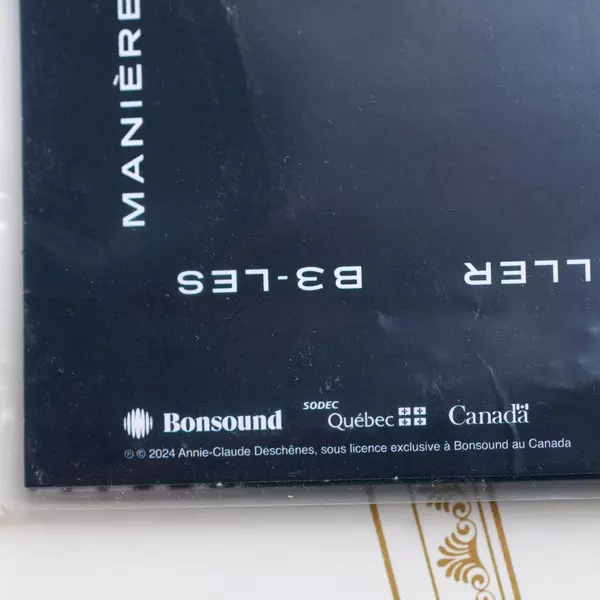 MANIÈRE
B3-LES
LLER
Bonsound
SODEC
Québec
Canada
℗ © 2024 Annie-Claude Deschênes, sous licence exclusive à Bonsound au Canada